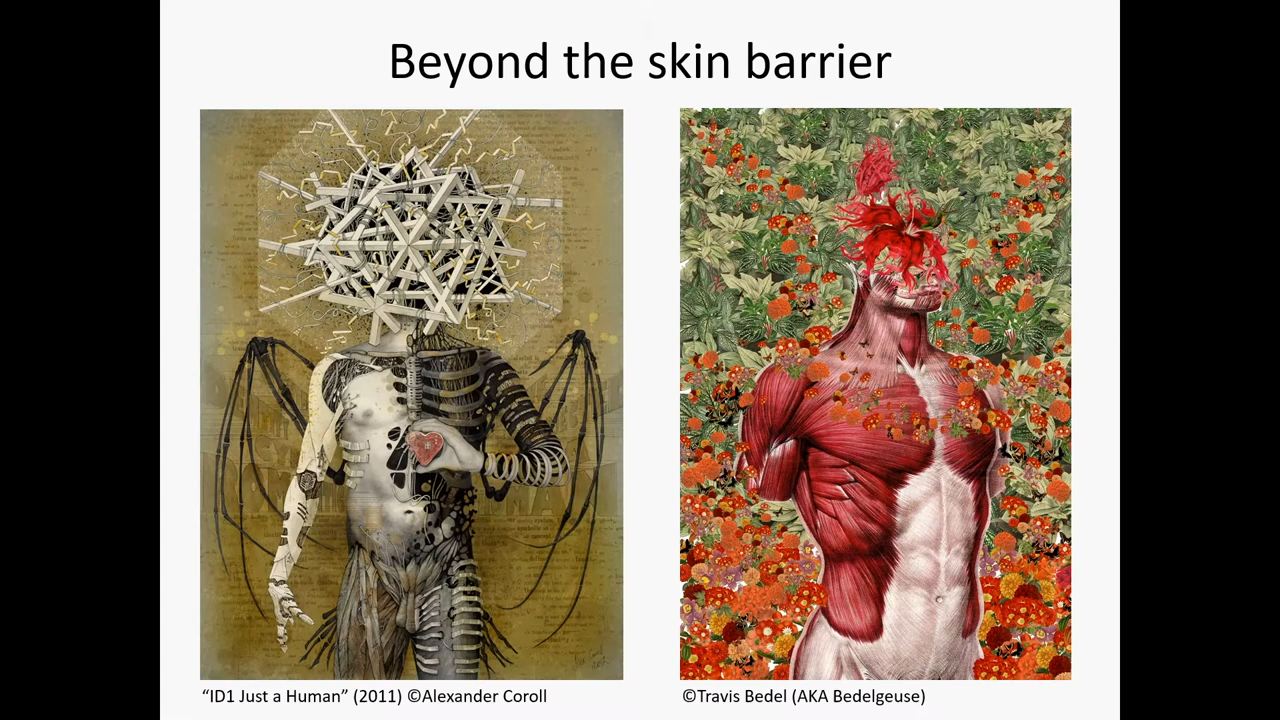 Beyond the skin barrier
“ID1 Just a Human” (2011) ©Alexander Coroll
©Travis Bedel (AKA Bedelgeuse)